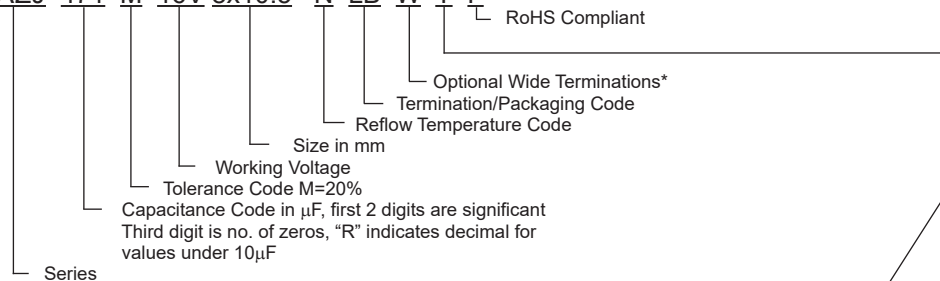 RoHS Compliant
Optional Wide Terminations*
Termination/Packaging Code
Reflow Temperature Code
Size in mm
Working Voltage
Tolerance Code M=20%
Capacitance Code in μF, first 2 digits are significant
Third digit is no. of zeros, “R” indicates decimal for
values under 10μF
Series